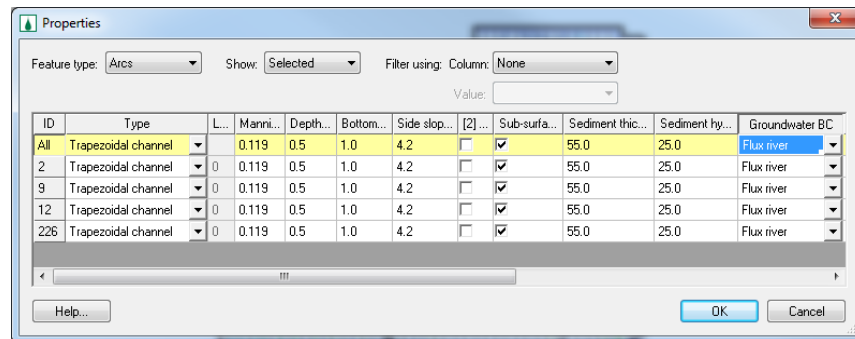 Properties
Feature type: Arcs Show: Selected Filter using: Column: None
Value:
ID Type L... Manni... Depth... Bottom... Side slop... [2] ... Sub-surfa... Sediment thic... Sediment hy... Groundwater BC
All Trapezoidal channel 0.119 0.5 1.0 4.2 55.0 25.0 Flux river
2 Trapezoidal channel 0 0.119 0.5 1.0 4.2 55.0 25.0 Flux river
9 Trapezoidal channel 0 0.119 0.5 1.0 4.2 55.0 25.0 Flux river
12 Trapezoidal channel 0 0.119 0.5 1.0 4.2 55.0 25.0 Flux river
226 Trapezoidal channel 0 0.119 0.5 1.0 4.2 55.0 25.0 Flux river
Help... OK Cancel